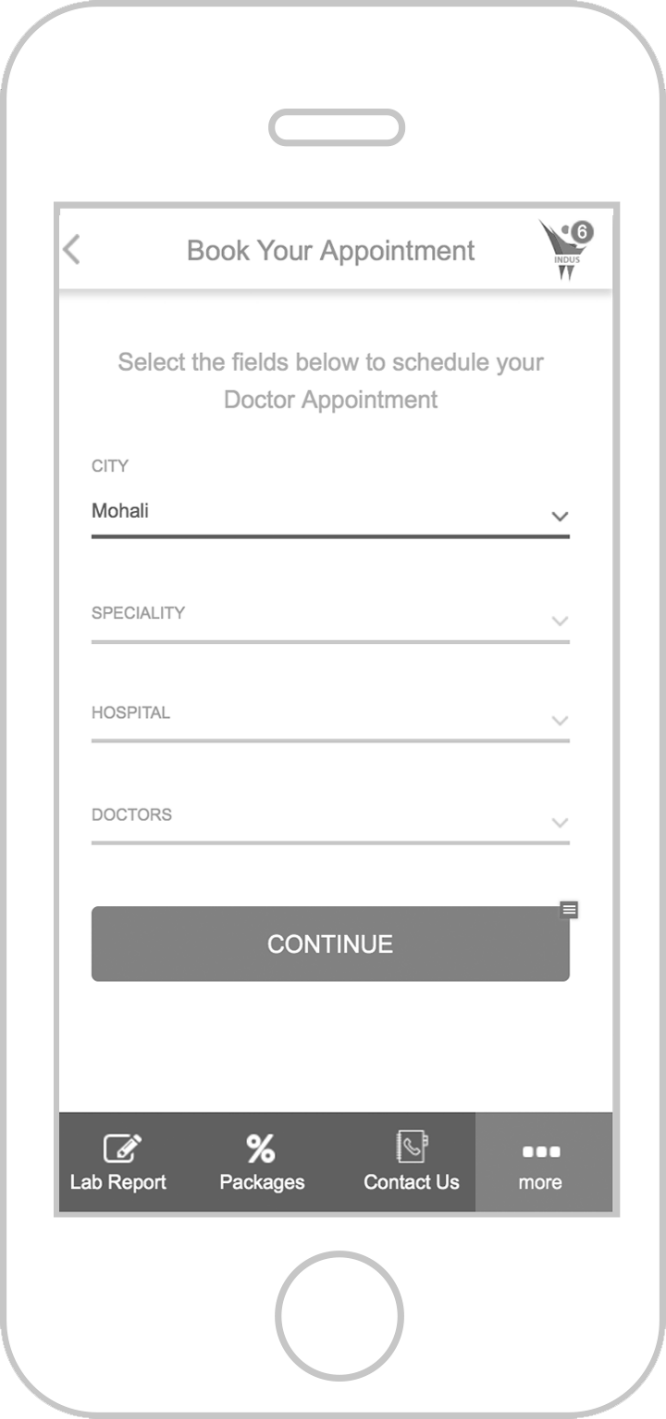 Book Your Appointment
6
INDUS
Select the fields below to schedule your
Doctor Appointment
CITY
Mohali
SPECIALITY
HOSPITAL
DOCTORS
CONTINUE
Lab Report
% Packages
Contact Us
more